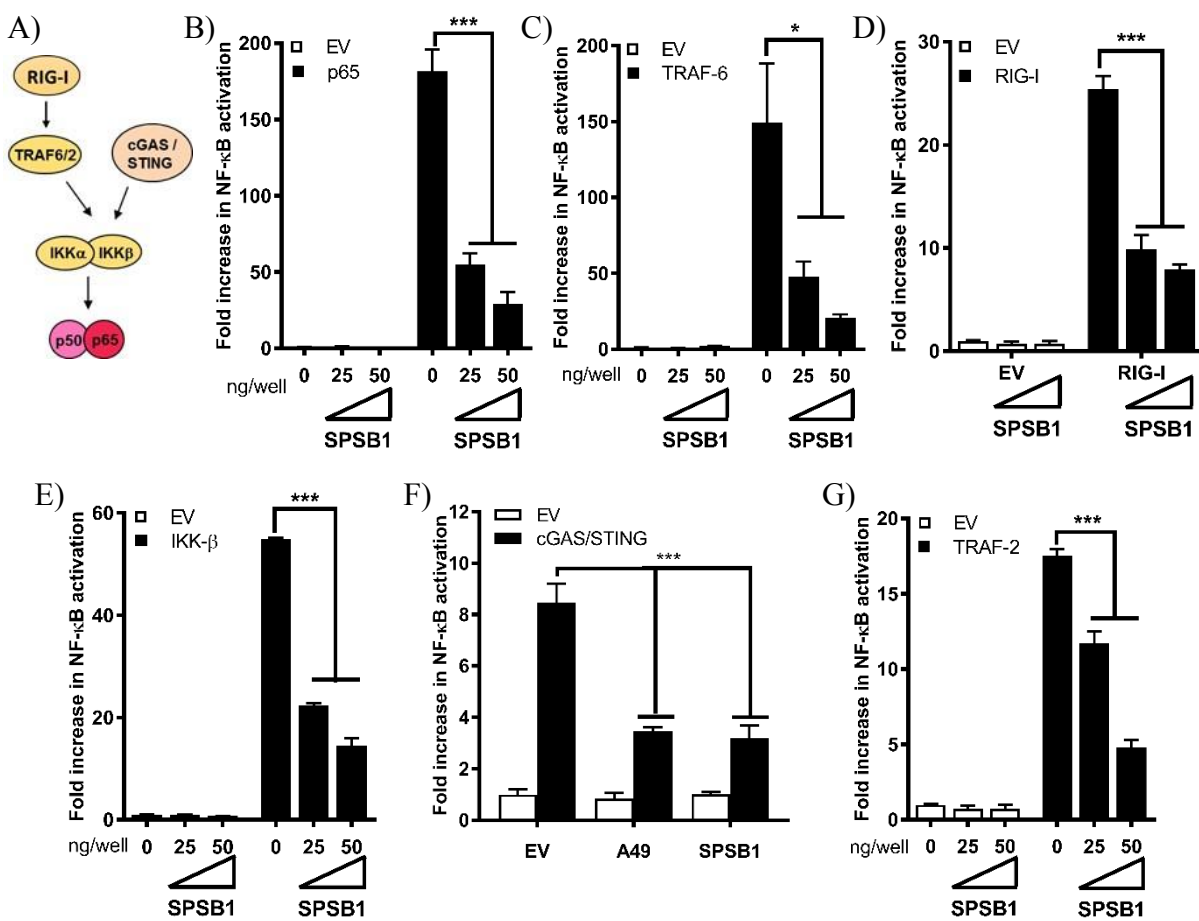 A)
RIG-I
TRAF6/2
cGAS /
STING
IKKα IKKβ
p50 p65
B)
EV
p65
***
Fold increase in NF-κB activation
200
150
100
50
0
ng/well 0 25 50 0 25 50
SPSB1 SPSB1
C)
EV
TRAF-6
*
Fold increase in NF-κB activation
200
150
100
50
0
ng/well 0 25 50 0 25 50
SPSB1 SPSB1
D)
EV
RIG-I
***
Fold increase in NF-κB activation
30
20
10
0
EV RIG-I
SPSB1 SPSB1
E)
EV
IKK-β
***
Fold increase in NF-κB activation
60
40
20
0
ng/well 0 25 50 0 25 50
SPSB1 SPSB1
F)
EV
cGAS/STING
***
Fold increase in NF-κB activation
12
10
8
6
4
2
0
EV A49 SPSB1
G)
EV
TRAF-2
***
Fold increase in NF-κB activation
20
15
10
5
0
ng/well 0 25 50 0 25 50
SPSB1 SPSB1